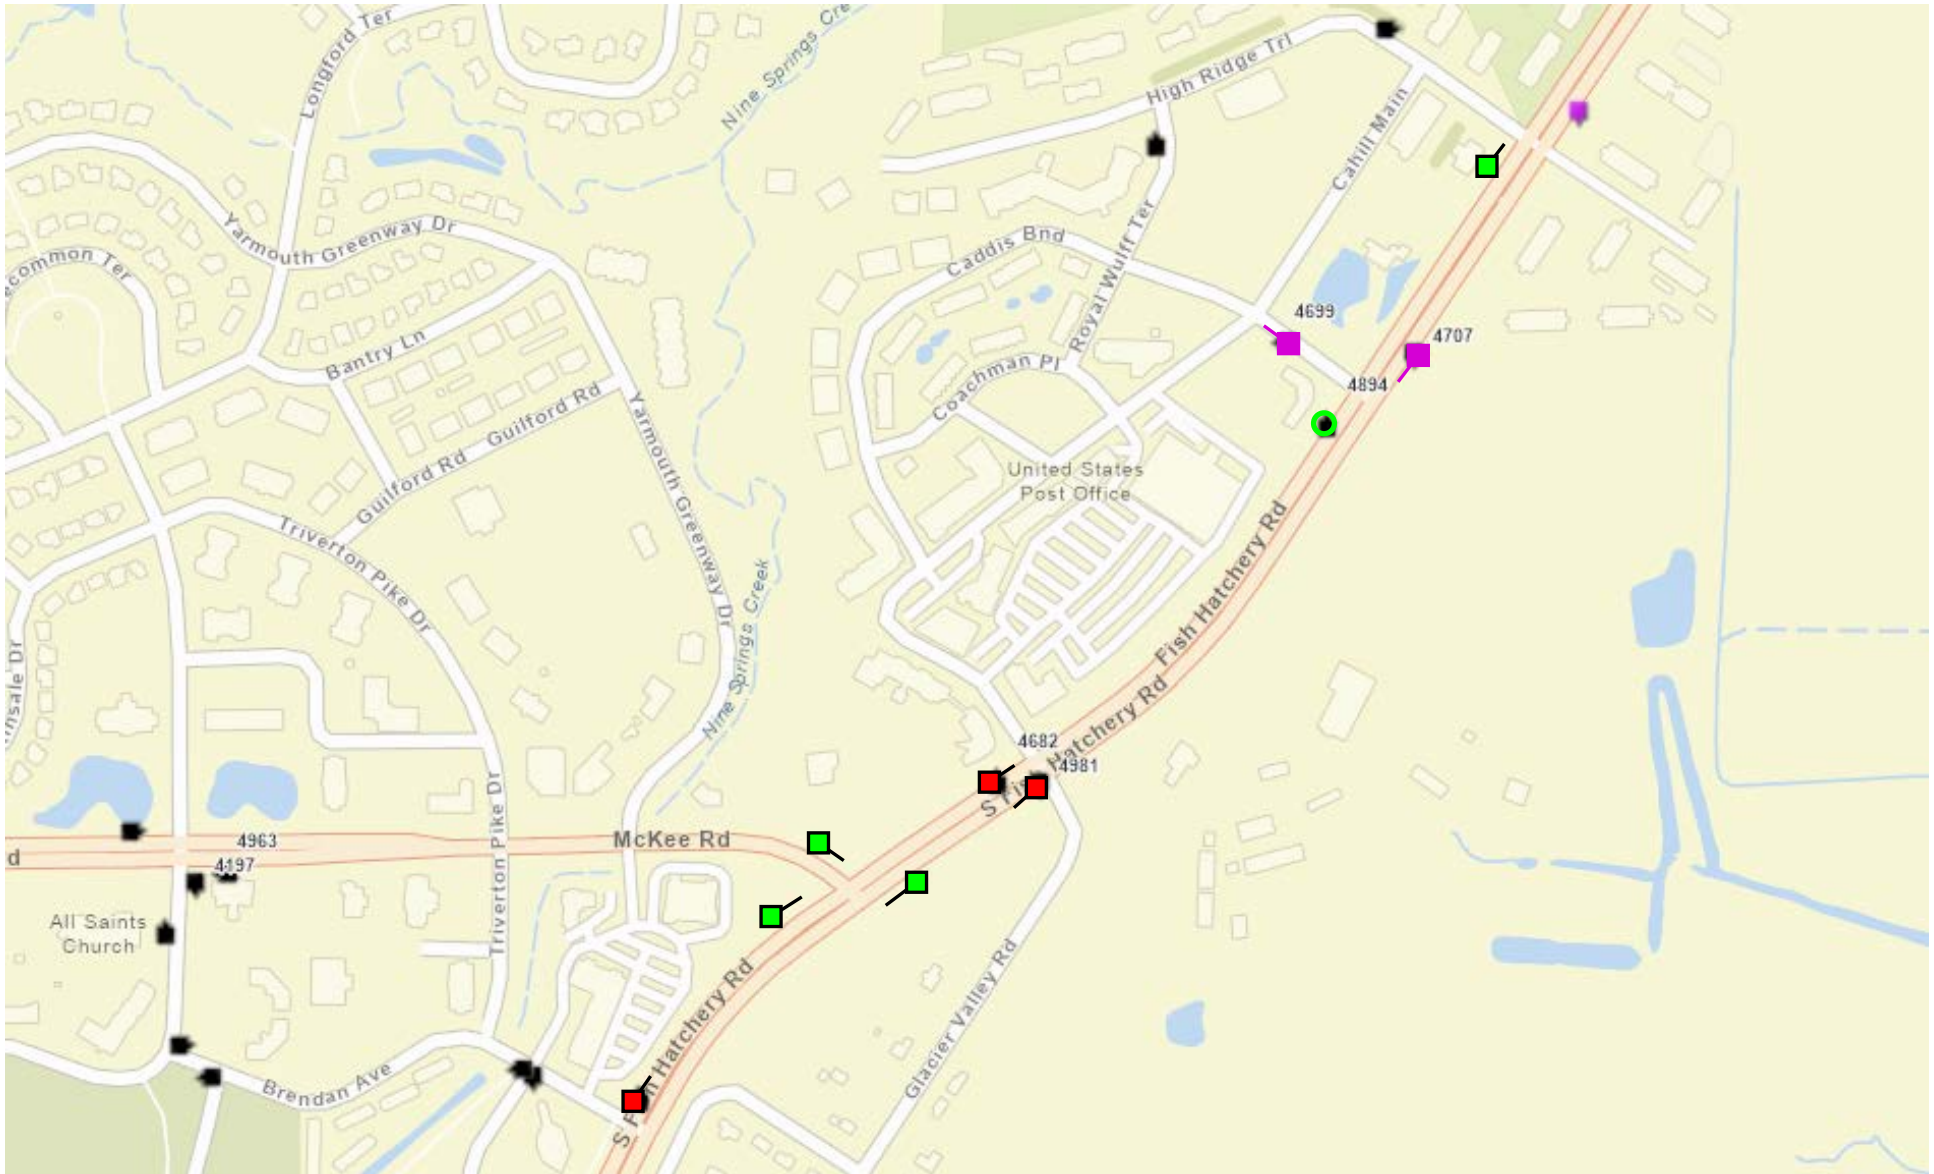 Longford Ter
Nine Springs Cre
High Ridge Trl
Cahill Main
Yarmouth Greenway Dr
ecommon Ter
Caddis Bnd
Royal Wulff Ter
4699
4707
Bantry Ln
Coachman Pl
4894
Guilford Rd
Guilford Rd
Yarmouth Greenway Dr
United States
Post Office
Triverton Pike Dr
Fish Hatchery Rd
Nine Springs Creek
nsale Dr
Hatchery Rd
4682
4981
S Fi
4963
McKee Rd
d
4197
Triverton Pike Dr
All Saints
Church
S F
n Hatchery Rd
Glacier Valley Rd
Brendan Ave